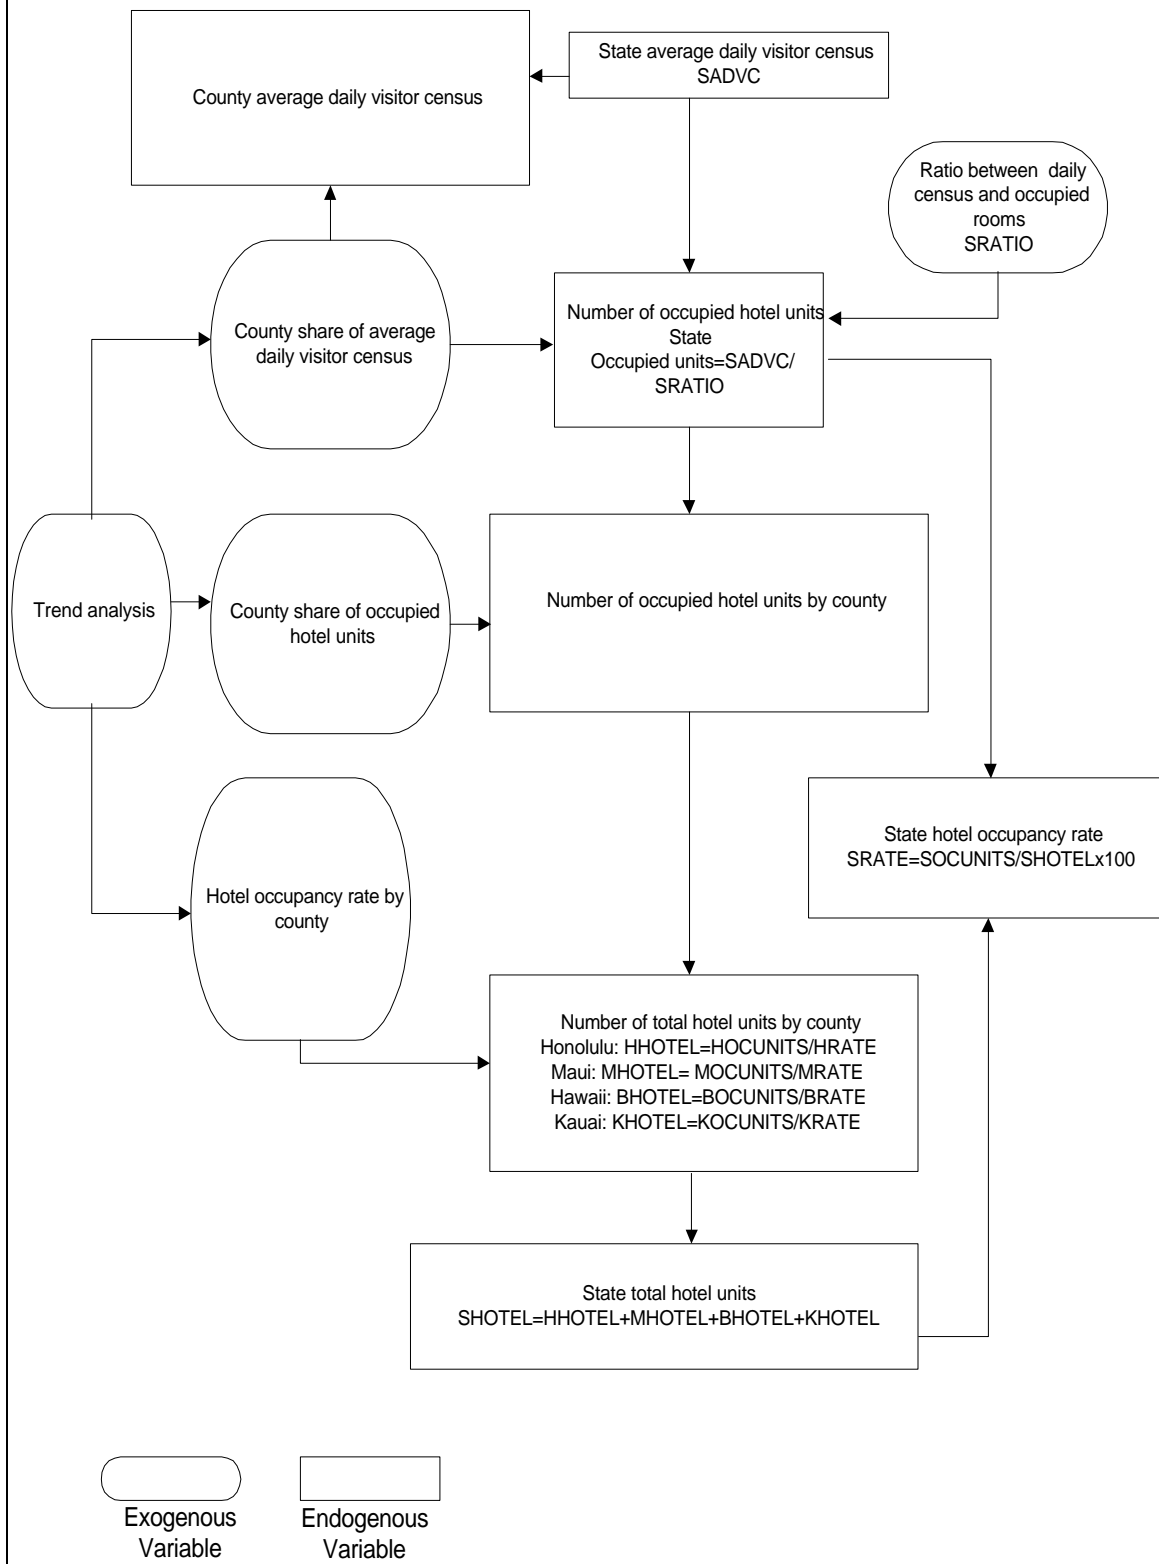 State average daily visitor census
SADVC
County average daily visitor census
Ratio between daily
census and occupied
rooms
SRATIO
County share of average
daily visitor census
Number of occupied hotel units
State
Occupied units=SADVC/
SRATIO
Trend analysis
County share of occupied
hotel units
Number of occupied hotel units by county
State hotel occupancy rate
SRATE=SOCUNITS/SHOTELx100
Hotel occupancy rate by
county
Number of total hotel units by county
Honolulu: HHOTEL=HOCUNITS/HRATE
Maui: MHOTEL= MOCUNITS/MRATE
Hawaii: BHOTEL=BOCUNITS/BRATE
Kauai: KHOTEL=KOCUNITS/KRATE
State total hotel units
SHOTEL=HHOTEL+MHOTEL+BHOTEL+KHOTEL
Exogenous
Variable
Endogenous
Variable